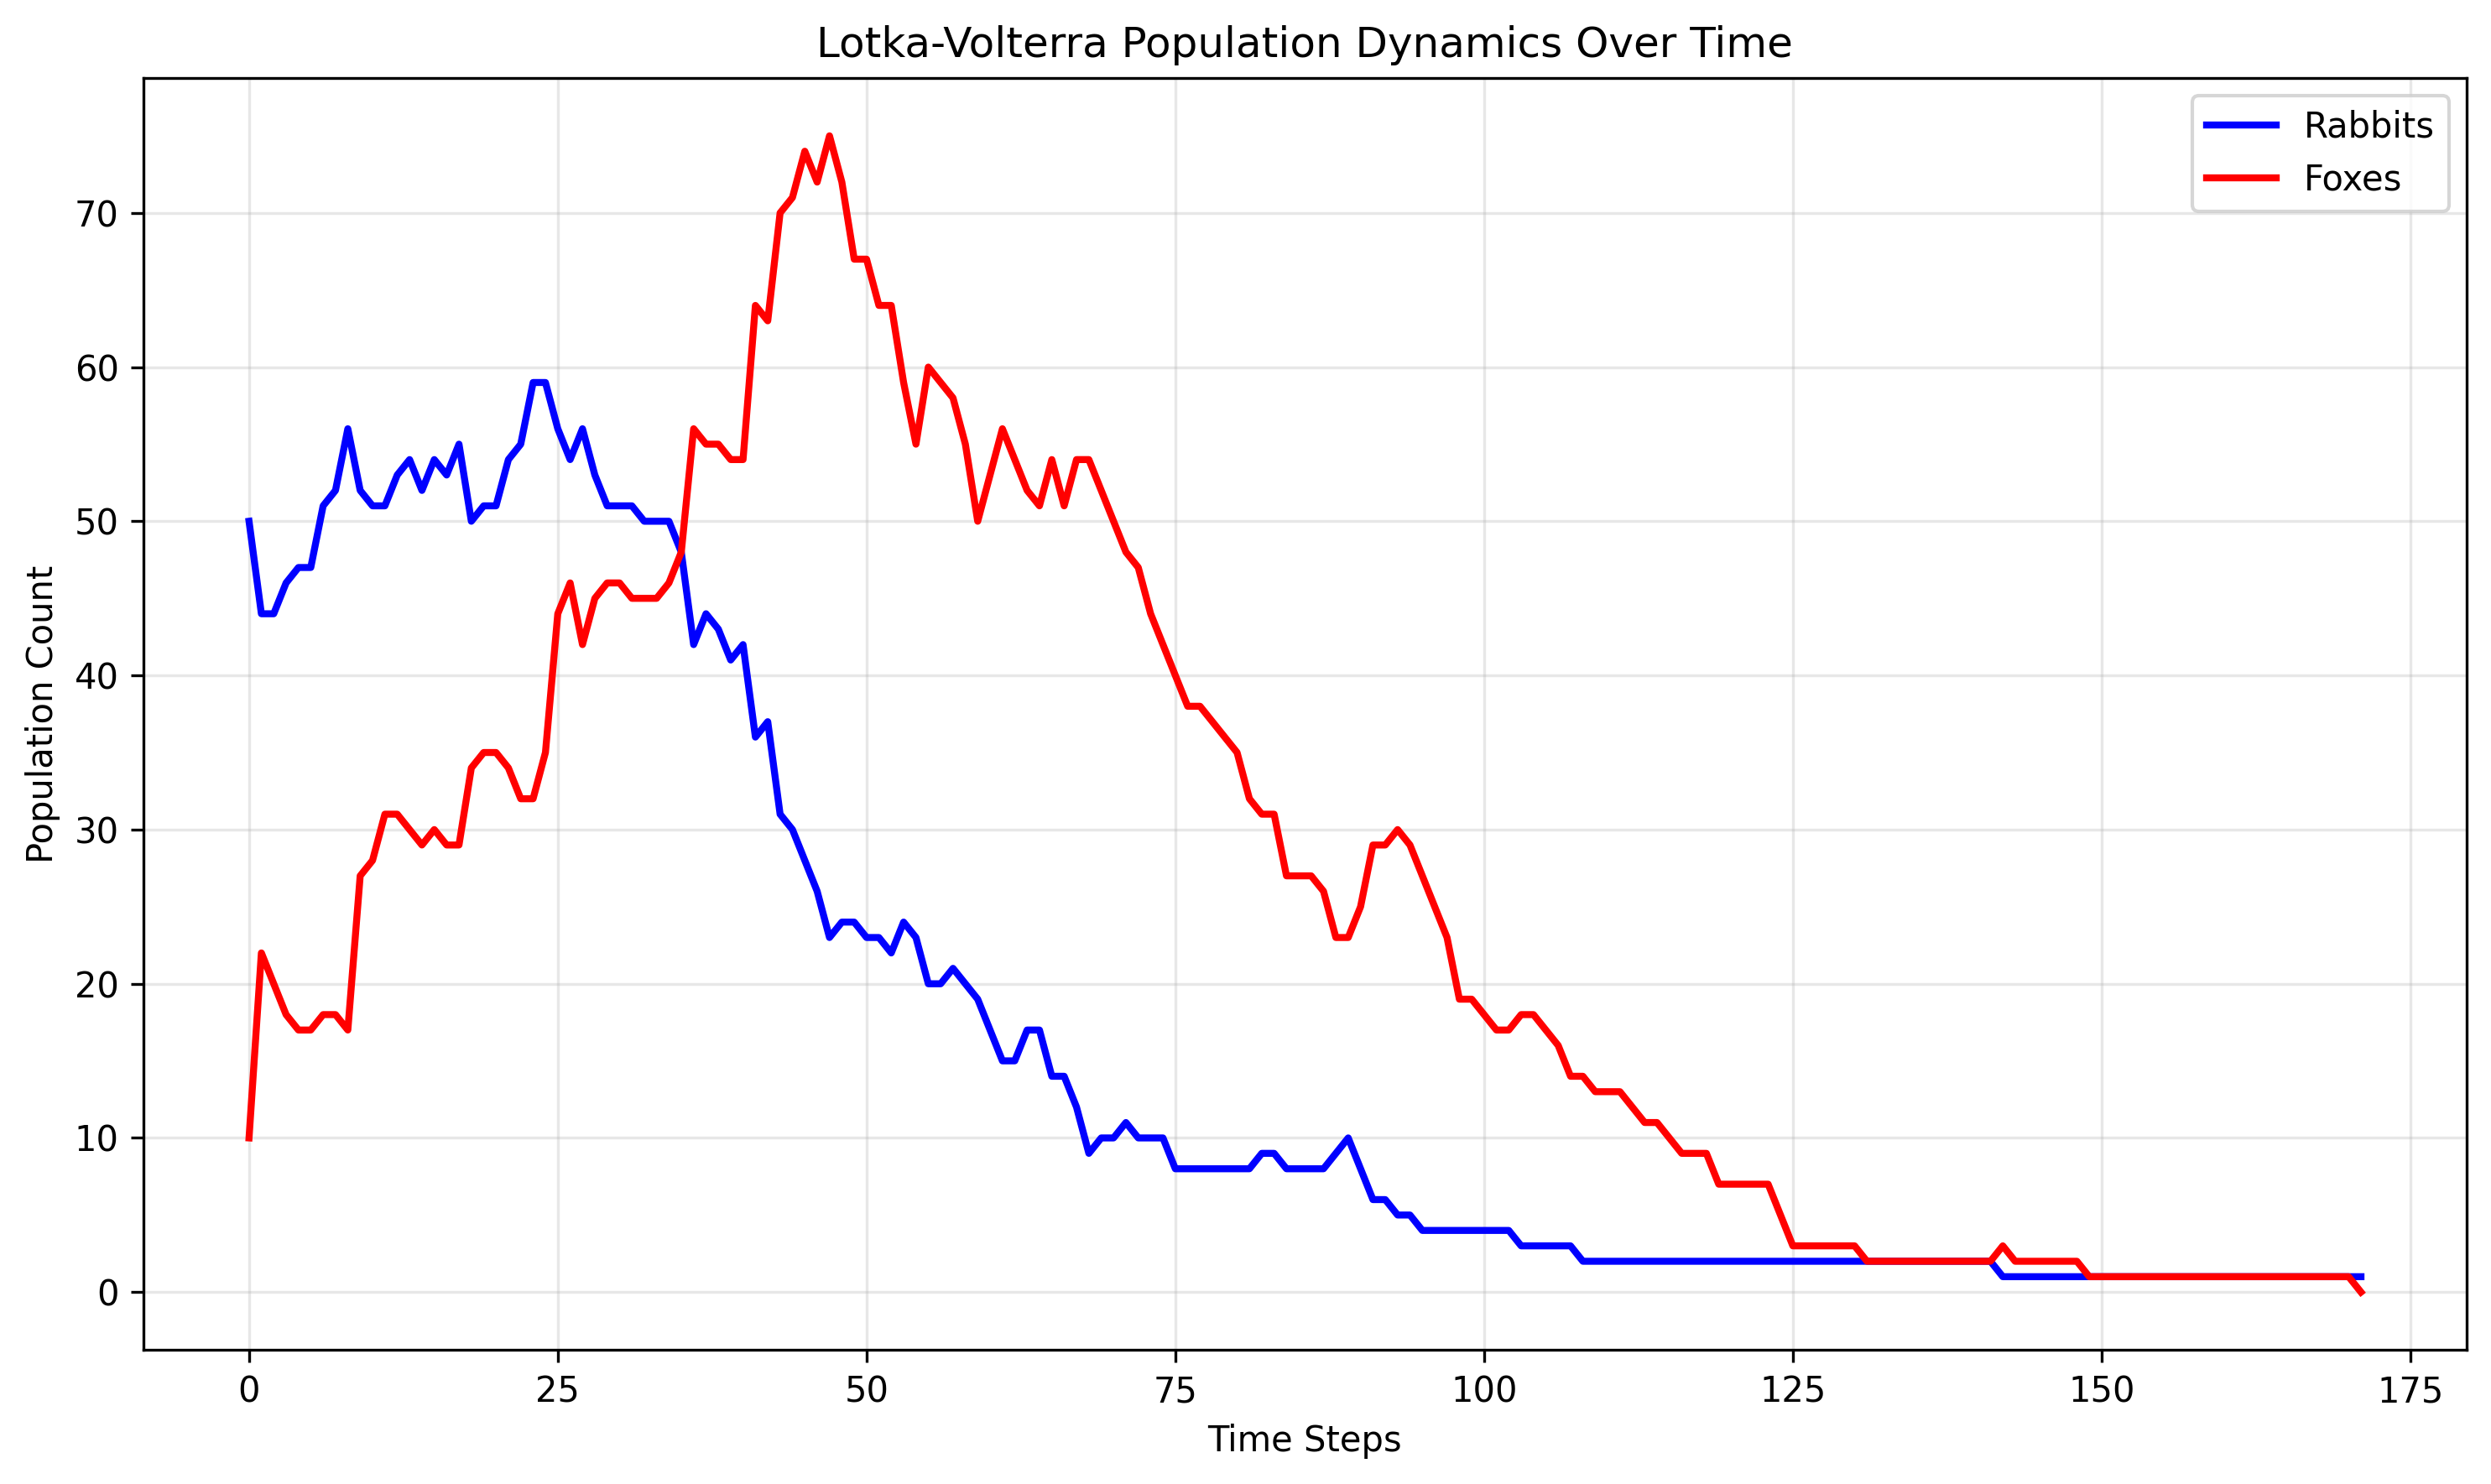 Lotka-Volterra Population Dynamics Over Time
Rabbits
Foxes
Population Count
70
60
50
40
30
20
10
0
0 25 50 75 100 125 150 175
Time Steps